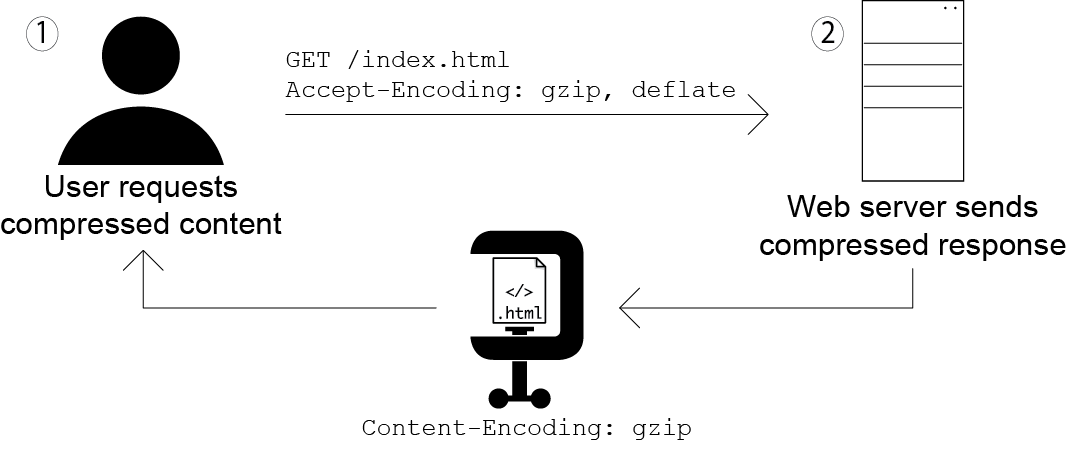 ①
GET /index.html
Accept-Encoding: gzip, deflate
User requests
compressed content
②
Web server sends
compressed response
</>
.html
Content-Encoding: gzip